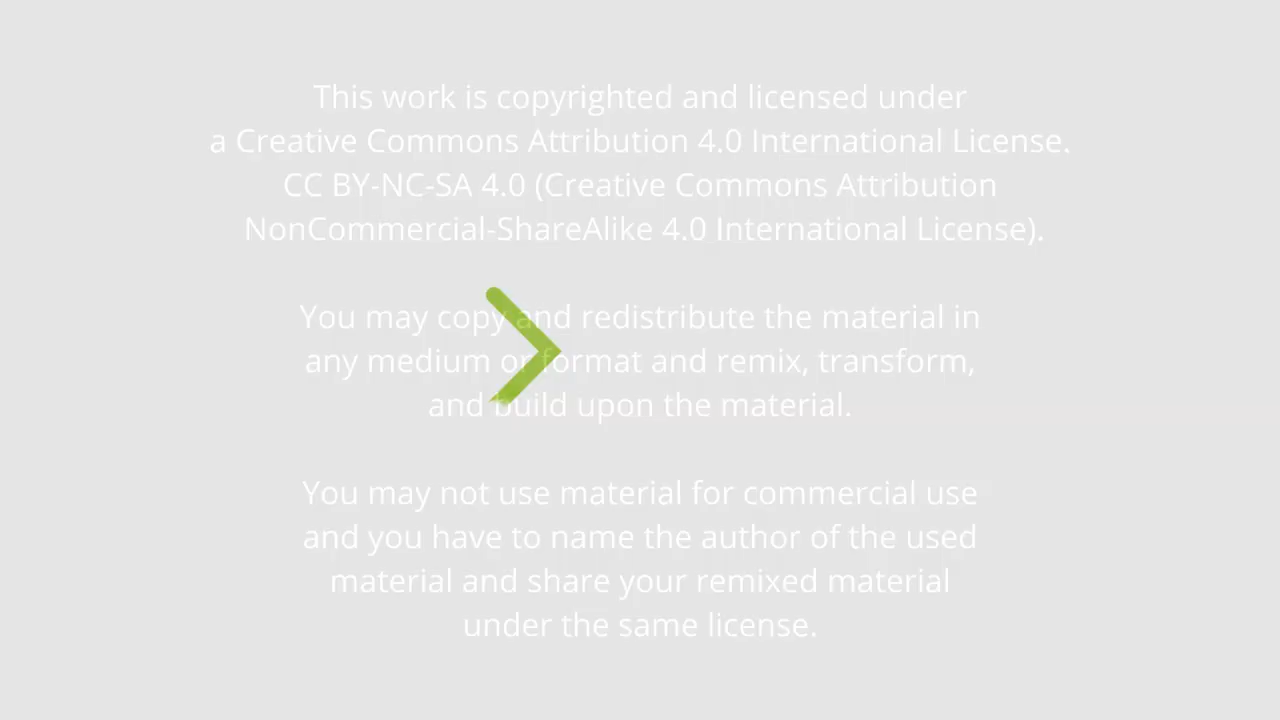 This work is copyrighted and licensed under
a Creative Commons Attribution 4.0 International License.
CC BY-NC-SA 4.0 (Creative Commons Attribution
NonCommercial-ShareAlike 4.0 International License).
You may copy and redistribute the material in
any medium or format and remix, transform,
and build upon the material.
You may not use material for commercial use
and you have to name the author of the used
material and share your remixed material
under the same license.